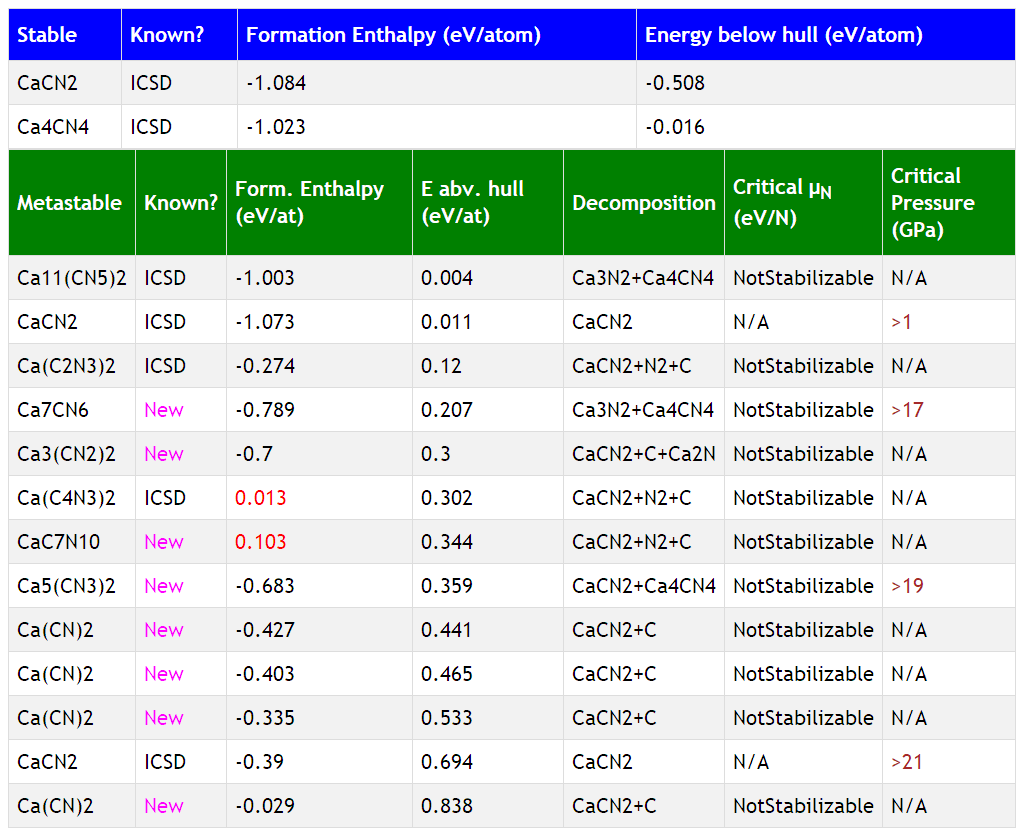 Stable Known? Formation Enthalpy (eV/atom) Energy below hull (eV/atom)
CaCN2 ICSD -1.084 -0.508
Ca4CN4 ICSD -1.023 -0.016
Metastable Known? Form. Enthalpy (eV/at) E abv. hull (eV/at) Decomposition Critical μN (eV/N) Critical Pressure (GPa)
Ca11(CN5)2 ICSD -1.003 0.004 Ca3N2+Ca4CN4 NotStabilizable N/A
CaCN2 ICSD -1.073 0.011 CaCN2 N/A >1
Ca(C2N3)2 ICSD -0.274 0.12 CaCN2+N2+C NotStabilizable N/A
Ca7CN6 New -0.789 0.207 Ca3N2+Ca4CN4 NotStabilizable >17
Ca3(CN2)2 New -0.7 0.3 CaCN2+C+Ca2N NotStabilizable N/A
Ca(C4N3)2 ICSD 0.013 0.302 CaCN2+N2+C NotStabilizable N/A
CaC7N10 New 0.103 0.344 CaCN2+N2+C NotStabilizable N/A
Ca5(CN3)2 New -0.683 0.359 CaCN2+Ca4CN4 NotStabilizable >19
Ca(CN)2 New -0.427 0.441 CaCN2+C NotStabilizable N/A
Ca(CN)2 New -0.403 0.465 CaCN2+C NotStabilizable N/A
Ca(CN)2 New -0.335 0.533 CaCN2+C NotStabilizable N/A
CaCN2 ICSD -0.39 0.694 CaCN2 N/A >21
Ca(CN)2 New -0.029 0.838 CaCN2+C NotStabilizable N/A